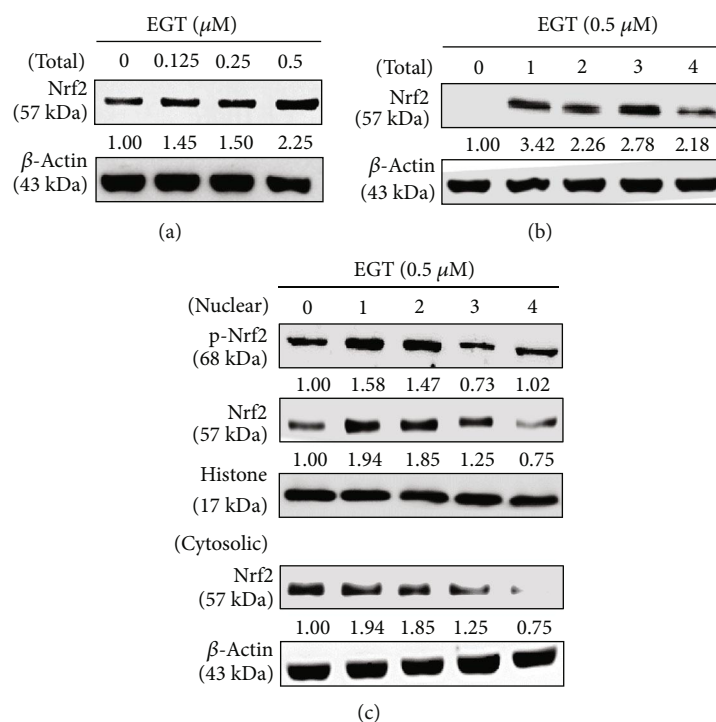 EGT (μM)
(Total) 0 0.125 0.25 0.5
Nrf2
(57 kDa)
1.00 1.45 1.50 2.25
β-Actin
(43 kDa)
(a)
EGT (0.5 μM)
(Total) 0 1 2 3 4
Nrf2
(57 kDa)
1.00 3.42 2.26 2.78 2.18
β-Actin
(43 kDa)
(b)
EGT (0.5 μM)
(Nuclear) 0 1 2 3 4
p-Nrf2
(68 kDa)
1.00 1.58 1.47 0.73 1.02
Nrf2
(57 kDa)
1.00 1.94 1.85 1.25 0.75
Histone
(17 kDa)
(Cytosolic)
Nrf2
(57 kDa)
1.00 1.94 1.85 1.25 0.75
β-Actin
(43 kDa)
(c)